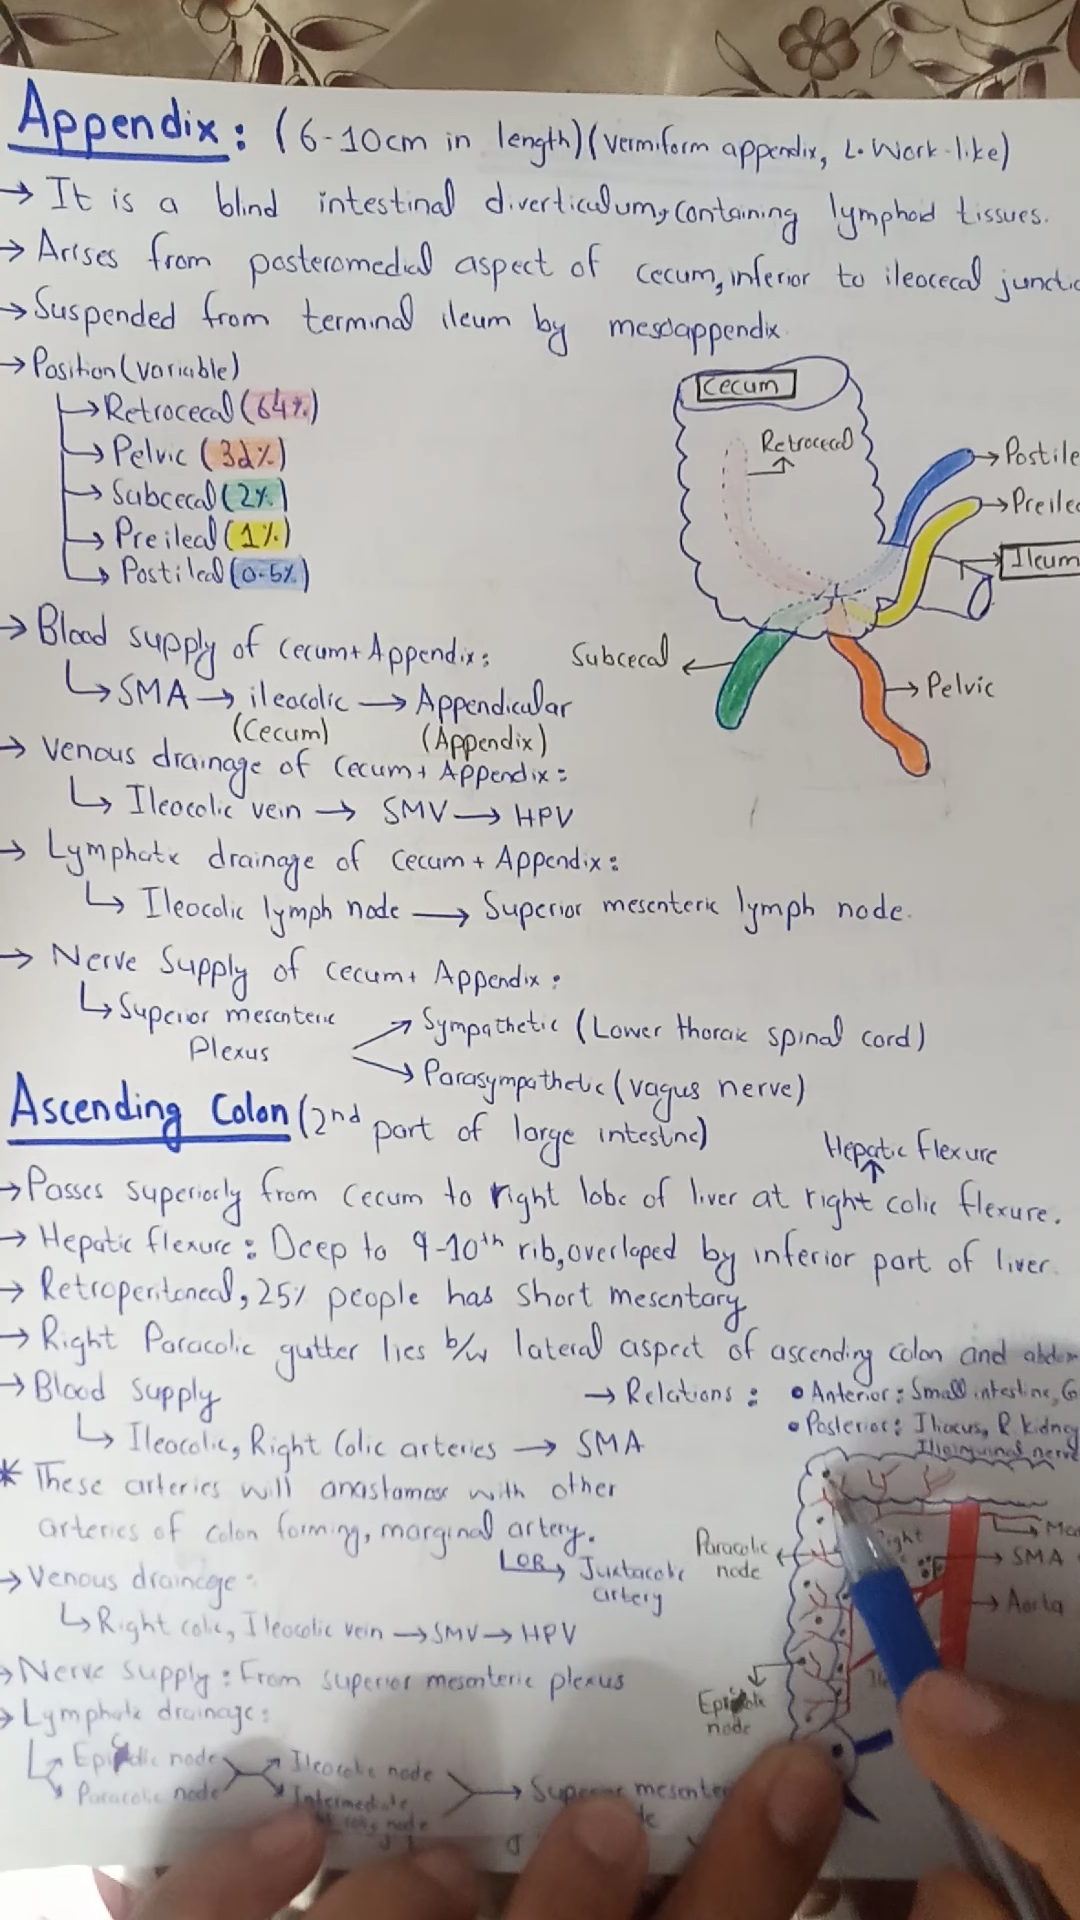 Appendix: (6-10cm in length)(vermiform appendix, L. Work-like)
→ It is a blind intestinal diverticulum, containing lymphoid tissues.
→ Arises from posteromedial aspect of cecum, inferior to ileocecal
→ Suspended from terminal ileum by mesoappendix.
→ Position (variable)
→ Retrocecal (64%)
→ Pelvic (32%)
→ Subcecal (2%)
→ Preileal (1%)
→ Postileal (0.5%)
Cecum
Retrocecal
Ileum
Subcecal
Pelvic
→ Blood supply of cecum + Appendix:
↳ SMA → ileocolic → Appendicular
(Cecum) (Appendix)
→ Venous drainage of cecum + Appendix:
↳ Ileocolic vein → SMV → HPV
→ Lymphatic drainage of cecum + Appendix:
↳ Ileocolic lymph node → Superior mesenteric lymph node.
→ Nerve Supply of cecum + Appendix:
↳ Superior mesenteric Plexus
→ Sympathetic (Lower thoracic spinal cord)
→ Parasympathetic (vagus nerve)
Ascending Colon (2nd part of large intestine)
Hepatic flexure
→ Passes superiorly from cecum to right lobe of liver at right ↑ colic flexure.
→ Hepatic flexure: Deep to 9-10th rib, overlaped by inferior part of liver.
→ Retroperitoneal, 25% people has short mesentary
→ Right Paracolic gutter lies b/w lateral aspect of ascending colon and
→ Blood supply
↳ Ileocolic, Right Colic arteries → SMA
→ Relations: • Anterior: Small intestine,
• Posterior: Iliacus, R. kidney
Ilioinguinal nerve
* These arteries will anastamose with other
arteries of colon forming, marginal artery.
↳ OR → Juxtacolic
artery
→ Venous drainage:
↳ Right colic, Ileocolic vein → SMV → HPV
→ Nerve supply: From superior mesenteric plexus
→ Lymphatic drainage:
node → Ileocolic node
Paracolic node → Intermediate
→ Superior
Paracolic
node
SMA
Aorta
node